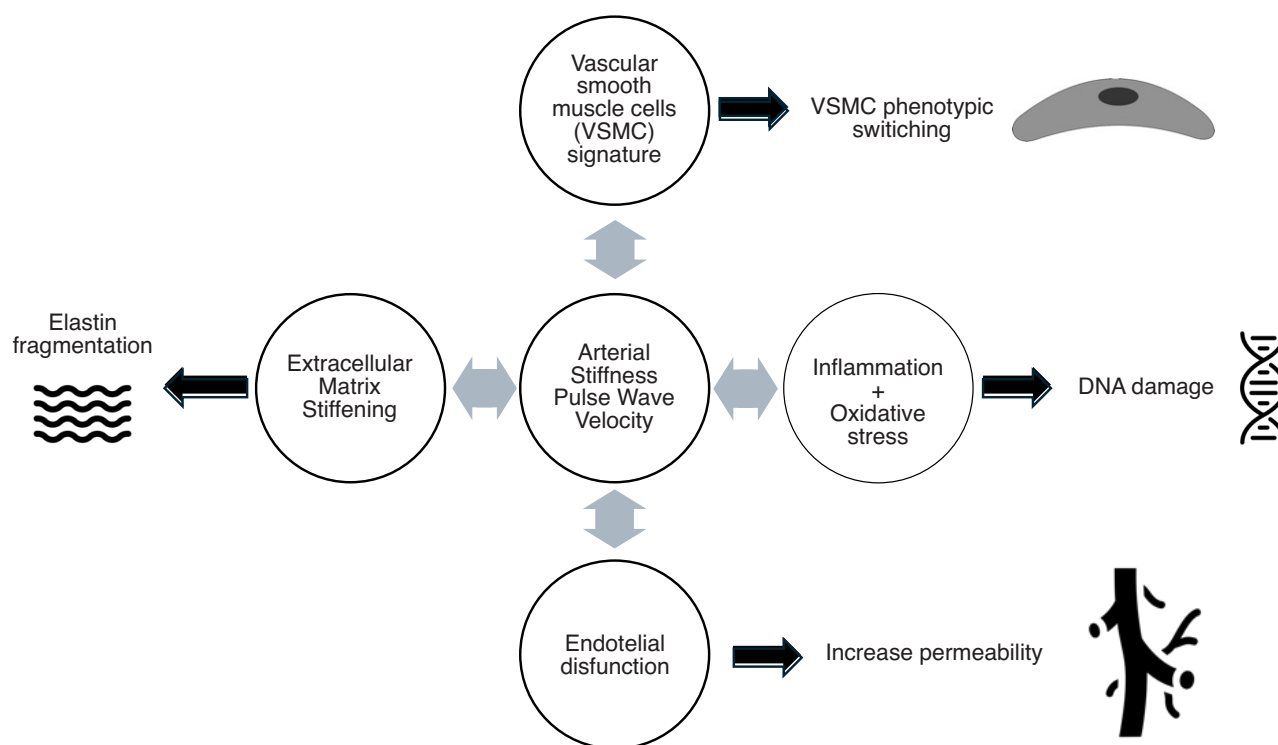 Vascular
smooth
muscle cells
(VSMC)
signature
VSMC phenotypic
switiching
Elastin
fragmentation
Extracellular
Matrix
Stiffening
Arterial
Stiffness
Pulse Wave
Velocity
Inflammation
+
Oxidative
stress
DNA damage
Endotelial
disfunction
Increase permeability